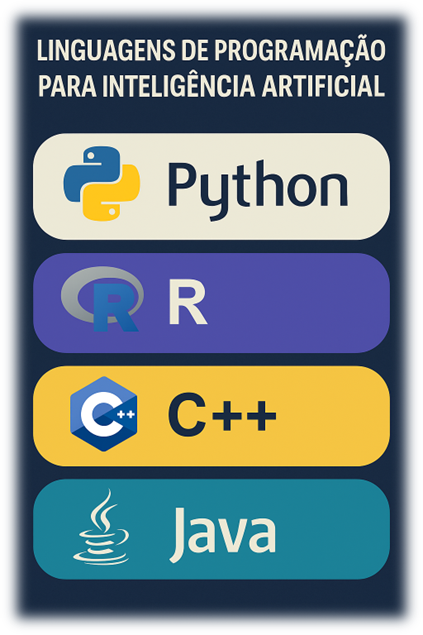 LINGUAGENS DE PROGRAMAÇÃO
PARA INTELIGÊNCIA ARTIFICIAL
Python
R R
C++ C++
Java